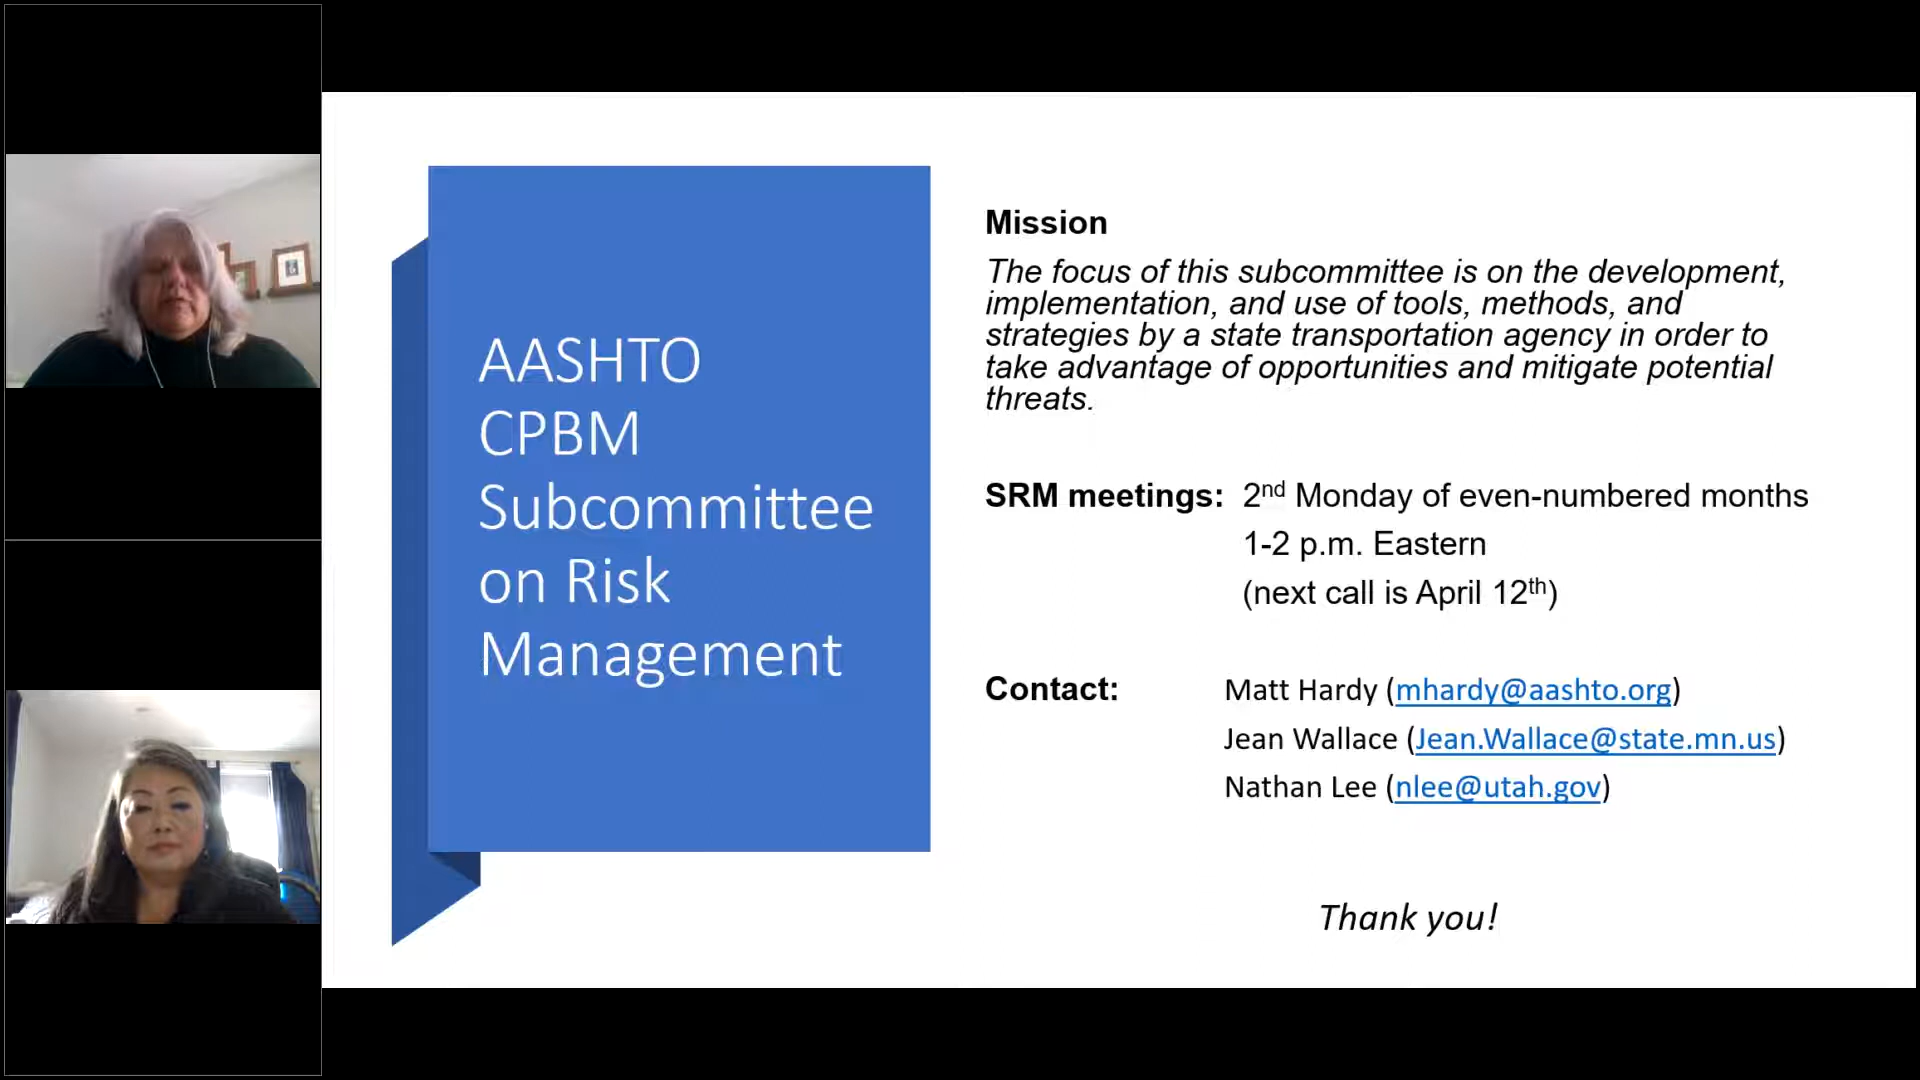 AASHTO
CPBM
Subcommittee
on Risk
Management
Mission
The focus of this subcommittee is on the development,
implementation, and use of tools, methods, and
strategies by a state transportation agency in order to
take advantage of opportunities and mitigate potential
threats.
SRM meetings: 2nd Monday of even-numbered months
1-2 p.m. Eastern
(next call is April 12th)
Contact: Matt Hardy (mhardy@aashto.org)
Jean Wallace (Jean.Wallace@state.mn.us)
Nathan Lee (nlee@utah.gov)
Thank you!